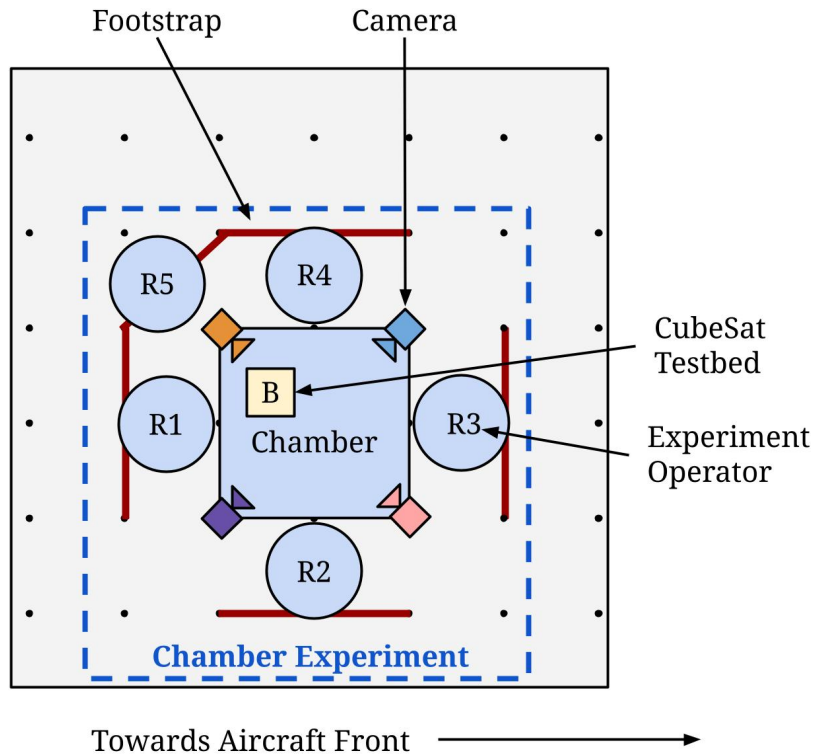 Footstrap
Camera
R5
R4
CubeSat
Testbed
B
R1
Chamber
R3
Experiment
Operator
R2
Chamber Experiment
Towards Aircraft Front